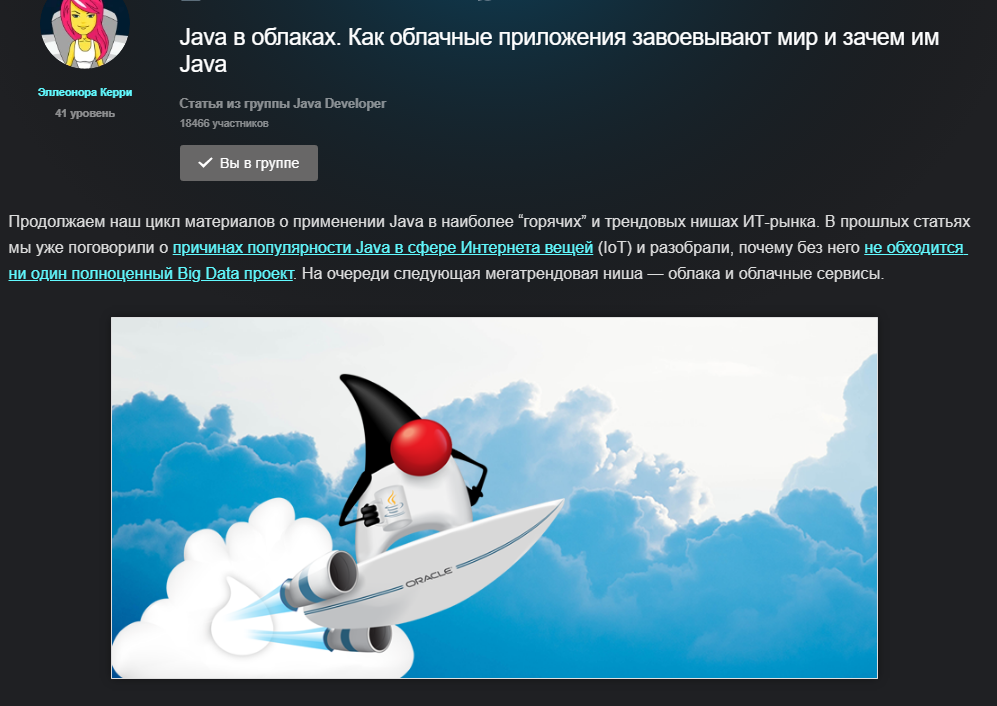 Java в облаках. Как облачные приложения завоевывают мир и зачем им
Java
Эллеонора Керри
41 уровень
Статья из группы Java Developer
18466 участников
Вы в группе
Продолжаем наш цикл материалов о применении Java в наиболее “горячих” и трендовых нишах ИТ-рынка. В прошлых статьях
мы уже поговорили о причинах популярности Java в сфере Интернета вещей (IoT) и разобрали, почему без него не обходится
ни один полноценный Big Data проект. На очереди следующая мегатрендовая ниша — облака и облачные сервисы.
ORACLE